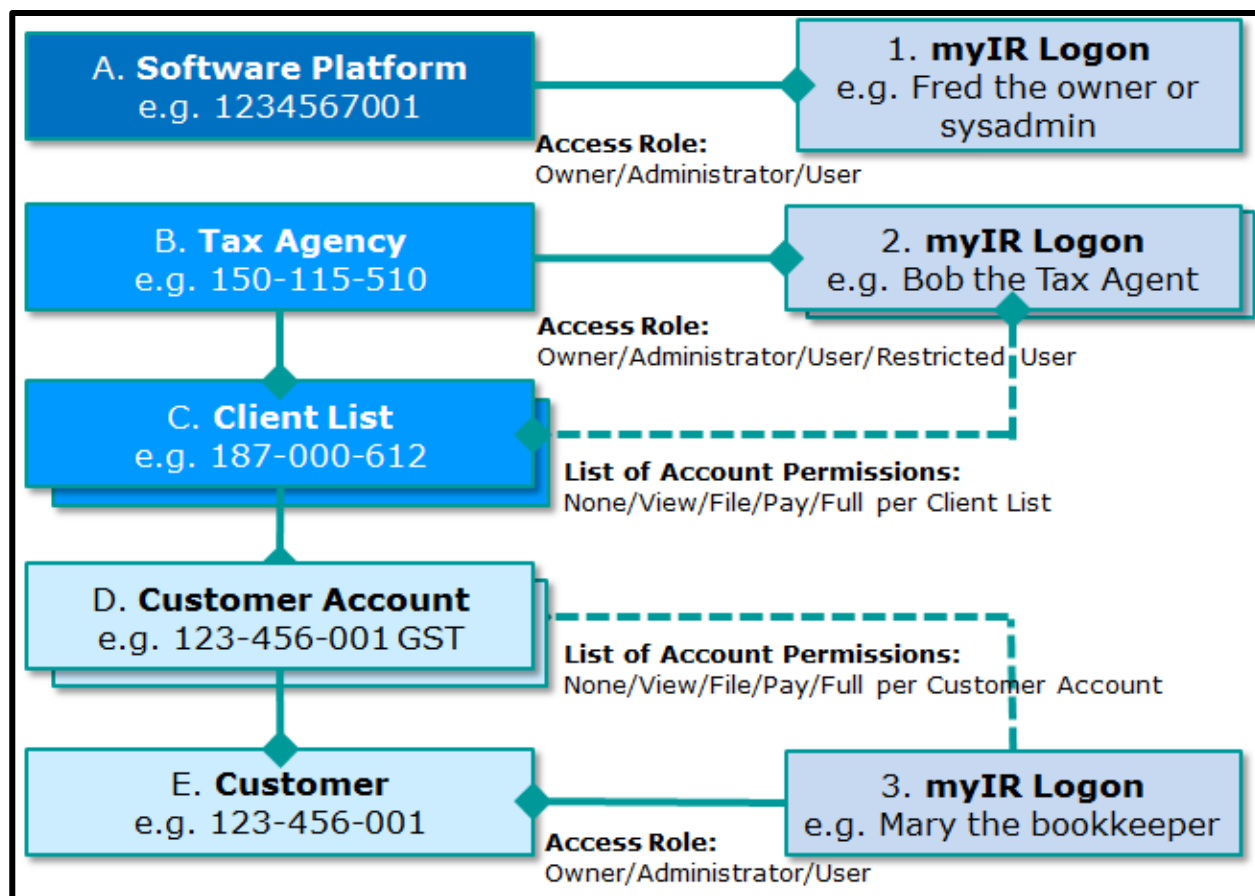 A. Software Platform
e.g. 1234567001
1. myIR Logon
e.g. Fred the owner or
sysadmin
Access Role:
Owner/Administrator/User
B. Tax Agency
e.g. 150-115-510
2. myIR Logon
e.g. Bob the Tax Agent
Access Role:
Owner/Administrator/User/Restricted User
C. Client List
e.g. 187-000-612
List of Account Permissions:
None/View/File/Pay/Full per Client List
D. Customer Account
e.g. 123-456-001 GST
List of Account Permissions:
None/View/File/Pay/Full per Customer Account
E. Customer
e.g. 123-456-001
3. myIR Logon
e.g. Mary the bookkeeper
Access Role:
Owner/Administrator/User